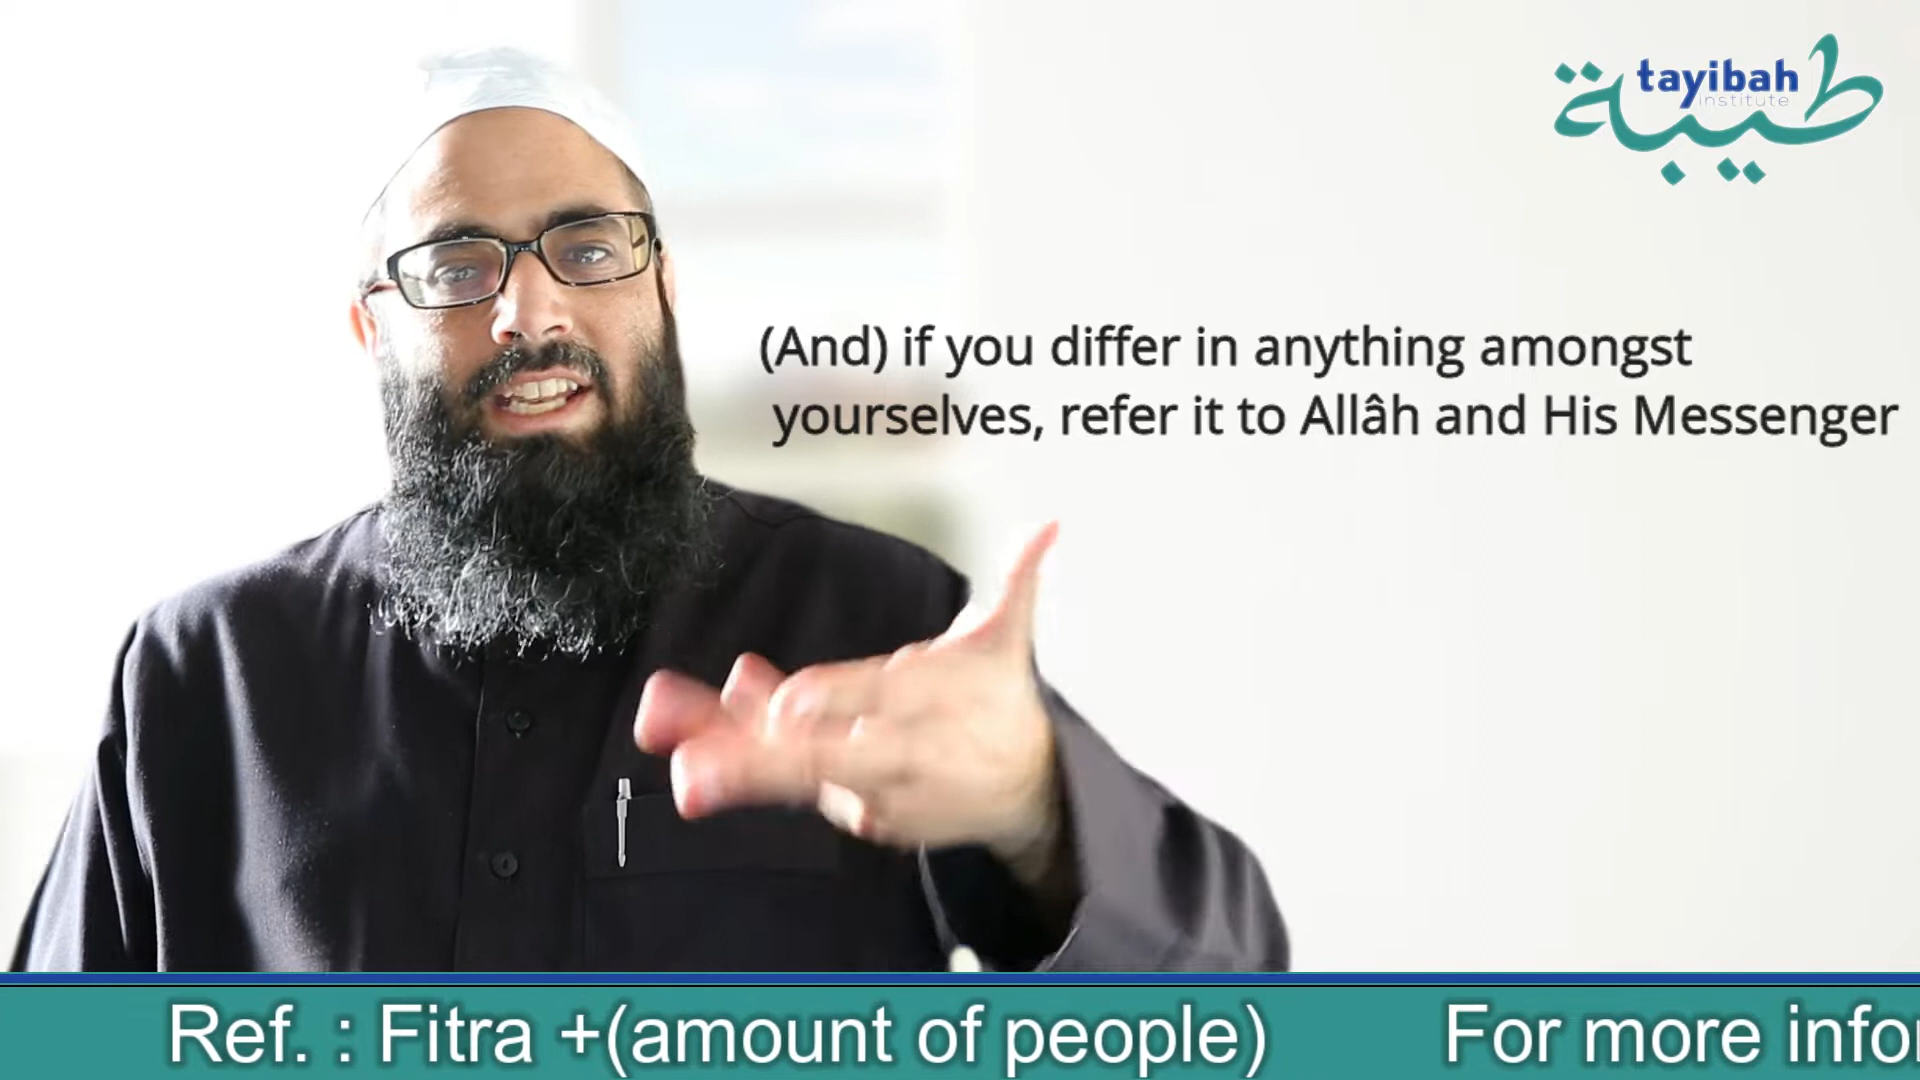 tayibah
institute
طيبة
(And) if you differ in anything amongst
yourselves, refer it to Allâh and His Messenger
Ref. : Fitra +(amount of people) For more infor